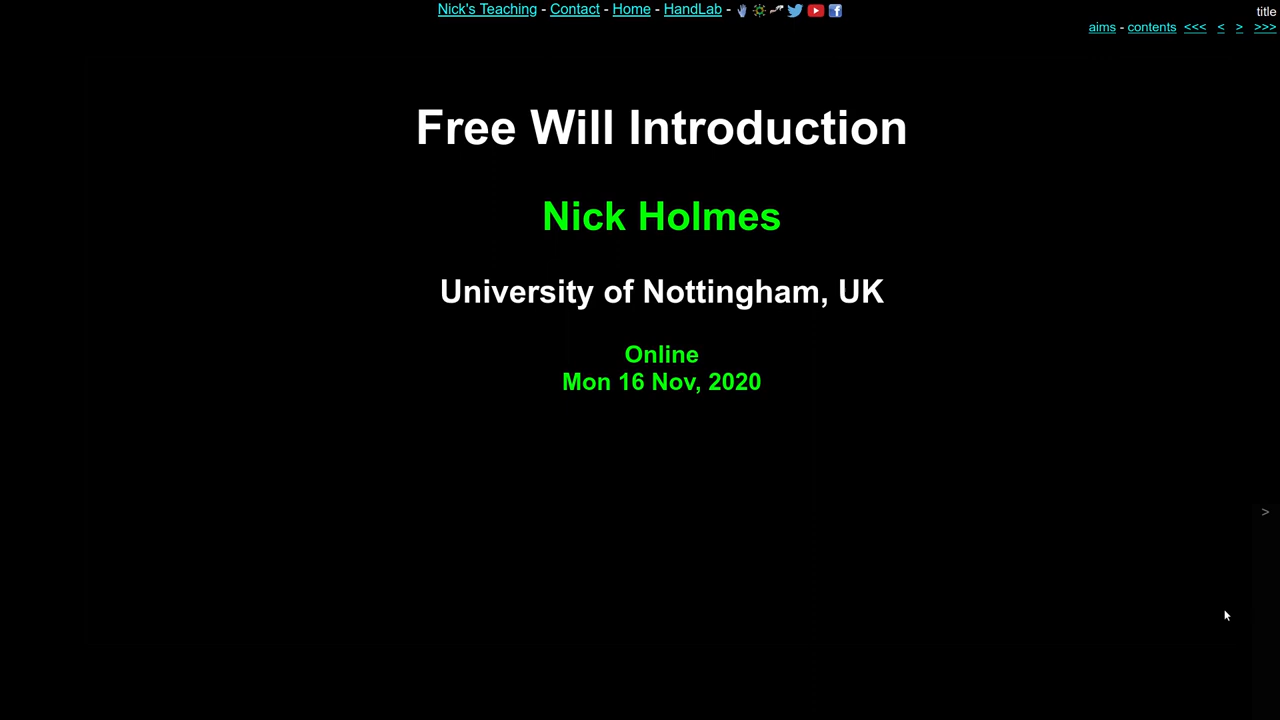 Nick's Teaching - Contact - Home - HandLab -
title
aims - contents <<< < > >>>
Free Will Introduction
Nick Holmes
University of Nottingham, UK
Online
Mon 16 Nov, 2020
>